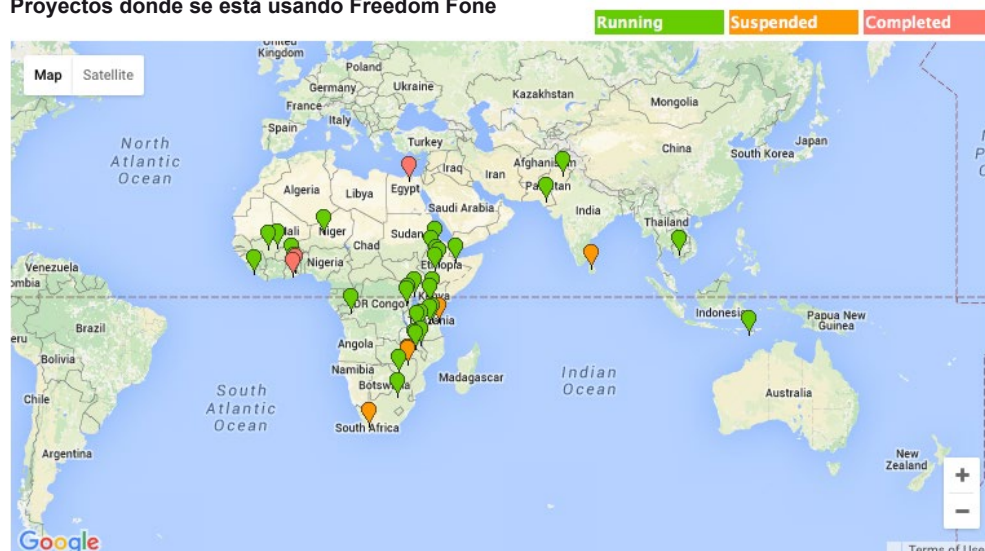 Proyectos donde se está usando Freedom Fone
Running
Suspended
Completed
Map
Satellite
United
Kingdom
Poland
Germany
Ukraine
France
Kazakhstan
Mongolia
Italy
Spain
Turkey
North
Atlantic
Ocean
China
Japan
South Korea
Iraq
Iran
Algeria
Libya
Egypt
Saudi Arabia
India
Thailand
Niger
Chad
Sudan
Nigeria
Ethiopia
Venezuela
DR Congo
Kenya
Indonesia
Papua New
Guinea
Brazil
Angola
Bolivia
Namibia
Madagascar
South
Atlantic
Ocean
Indian
Ocean
Chile
Australia
South Africa
Argentina
New
Zealand
+
−
Google
Terms of Use